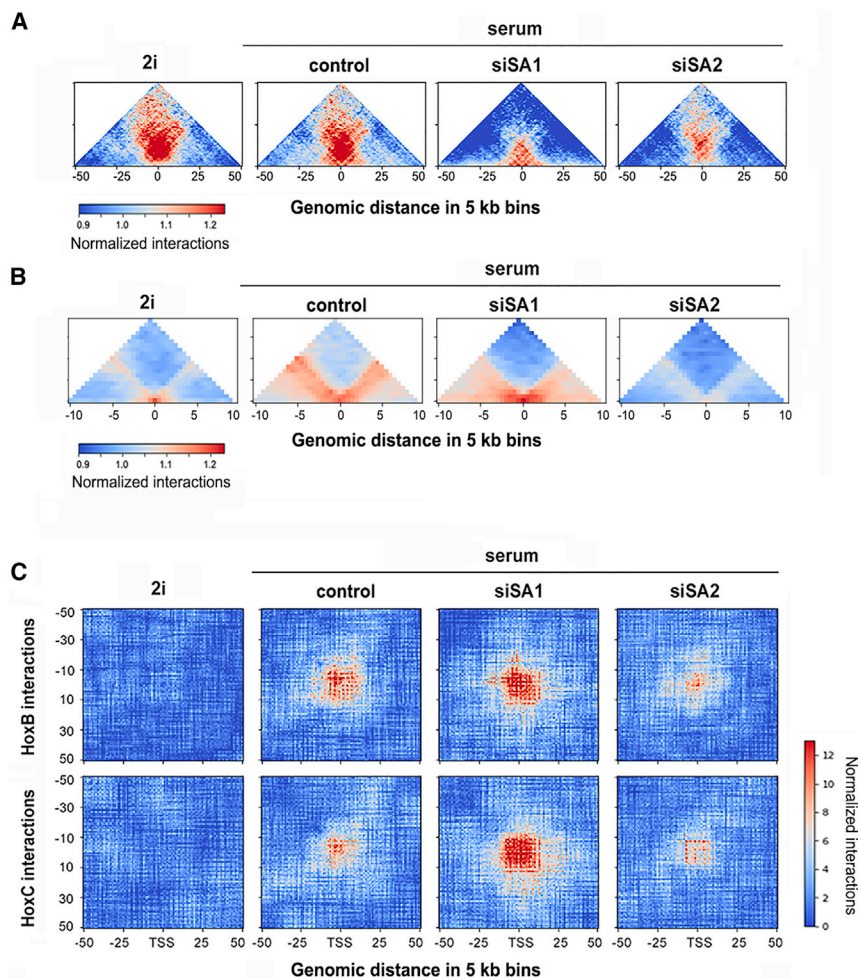 A
serum
2i control siSA1 siSA2
-50 -25 0 25 50 -50 -25 0 25 50 -50 -25 0 25 50 -50 -25 0 25 50
Genomic distance in 5 kb bins
0.9 1.0 1.1 1.2
Normalized interactions
B
serum
2i control siSA1 siSA2
-10 -5 0 5 10 -10 -5 0 5 10 -10 -5 0 5 10 -10 -5 0 5 10
Genomic distance in 5 kb bins
0.9 1.0 1.1 1.2
Normalized interactions
C
serum
2i control siSA1 siSA2
HoxB interactions
-50
-30
-10
10
30
50
HoxC interactions
-50
-30
-10
10
30
50
-50 -25 TSS 25 50 -50 -25 TSS 25 50 -50 -25 TSS 25 50 -50 -25 TSS 25 50
Genomic distance in 5 kb bins
12
10
8
6
4
2
0
Normalized interactions